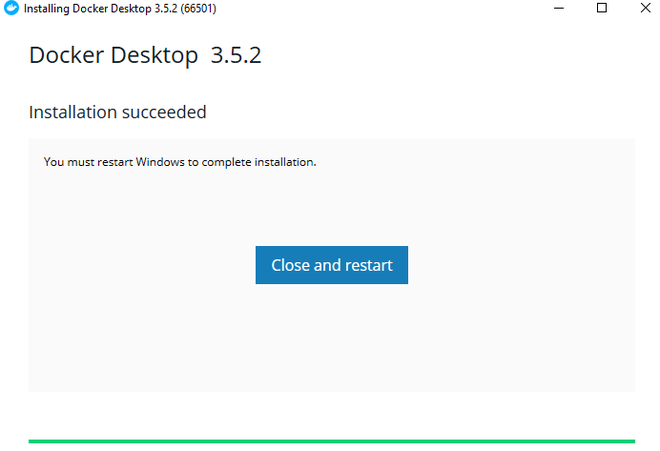 Installing Docker Desktop 3.5.2 (66501)
Docker Desktop 3.5.2
Installation succeeded
You must restart Windows to complete installation.
Close and restart